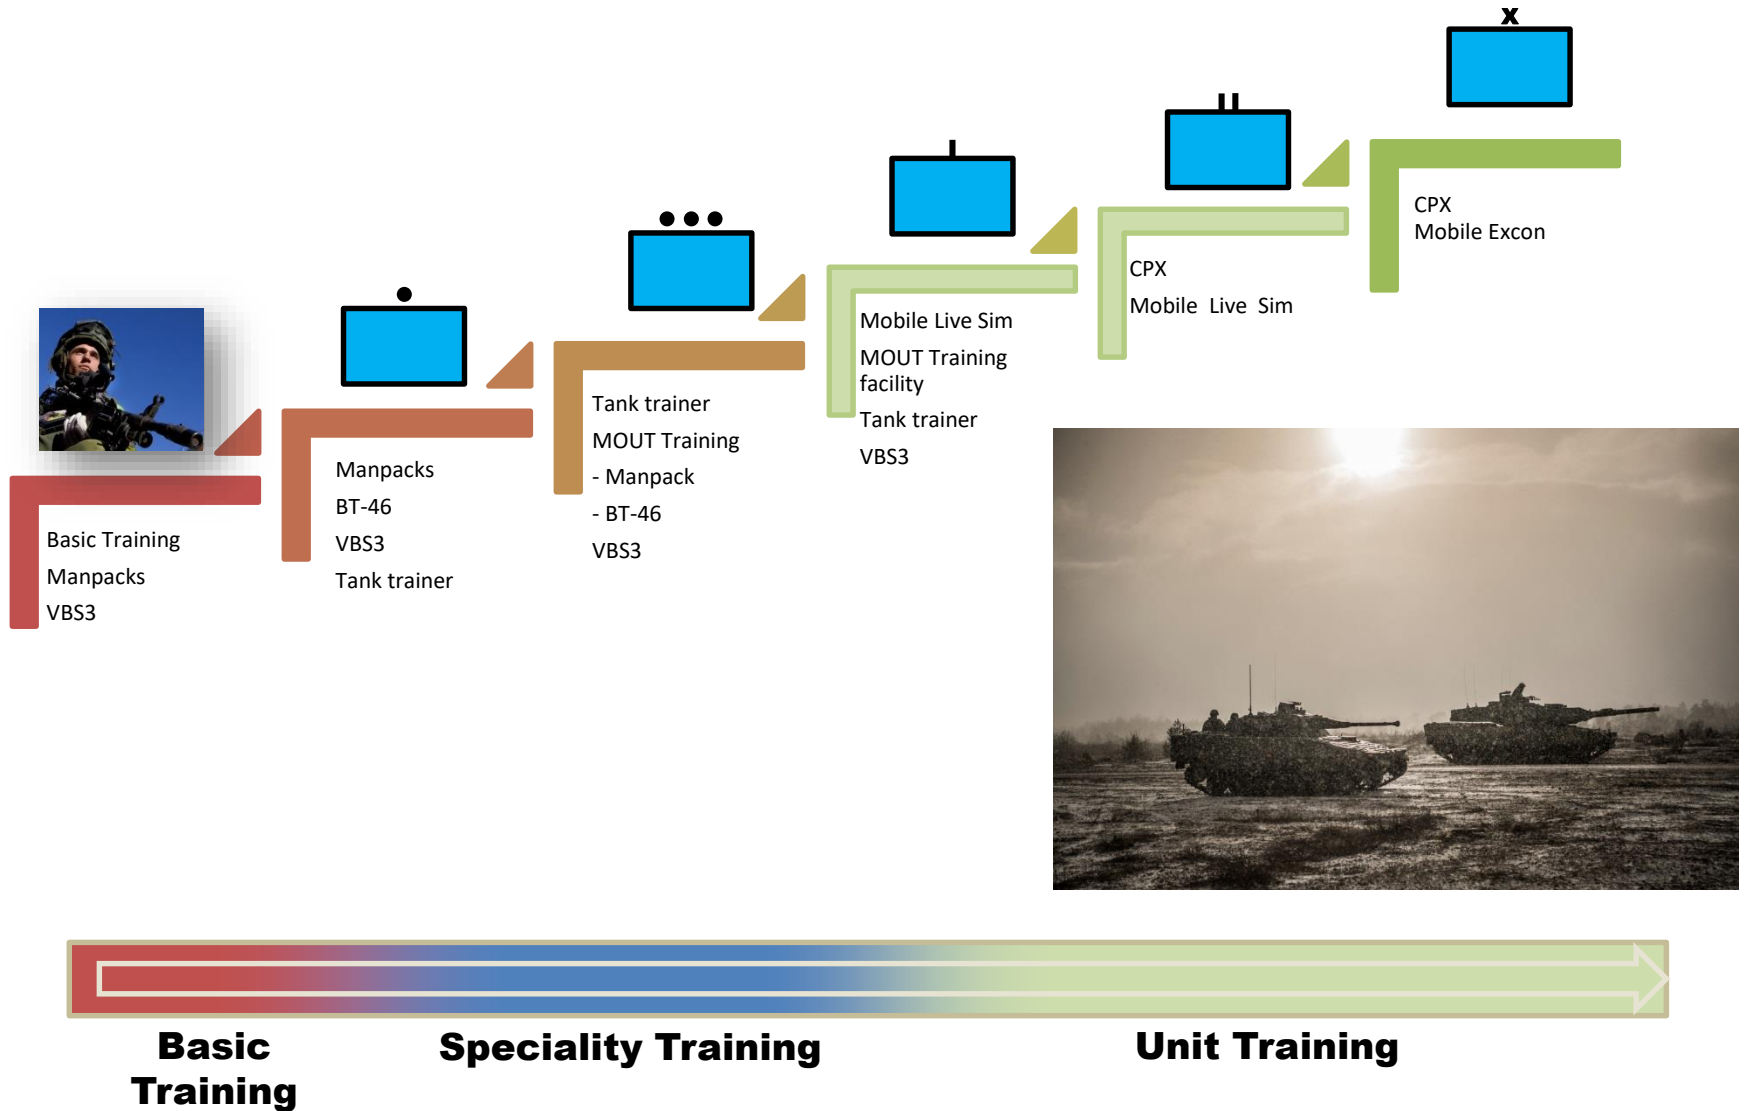 x
Basic Training
Manpacks
VBS3
Manpacks
BT-46
VBS3
Tank trainer
Tank trainer
MOUT Training
- Manpack
- BT-46
VBS3
Mobile Live Sim
MOUT Training
facility
Tank trainer
VBS3
CPX
Mobile Live Sim
CPX
Mobile Excon
Basic
Training
Speciality Training
Unit Training